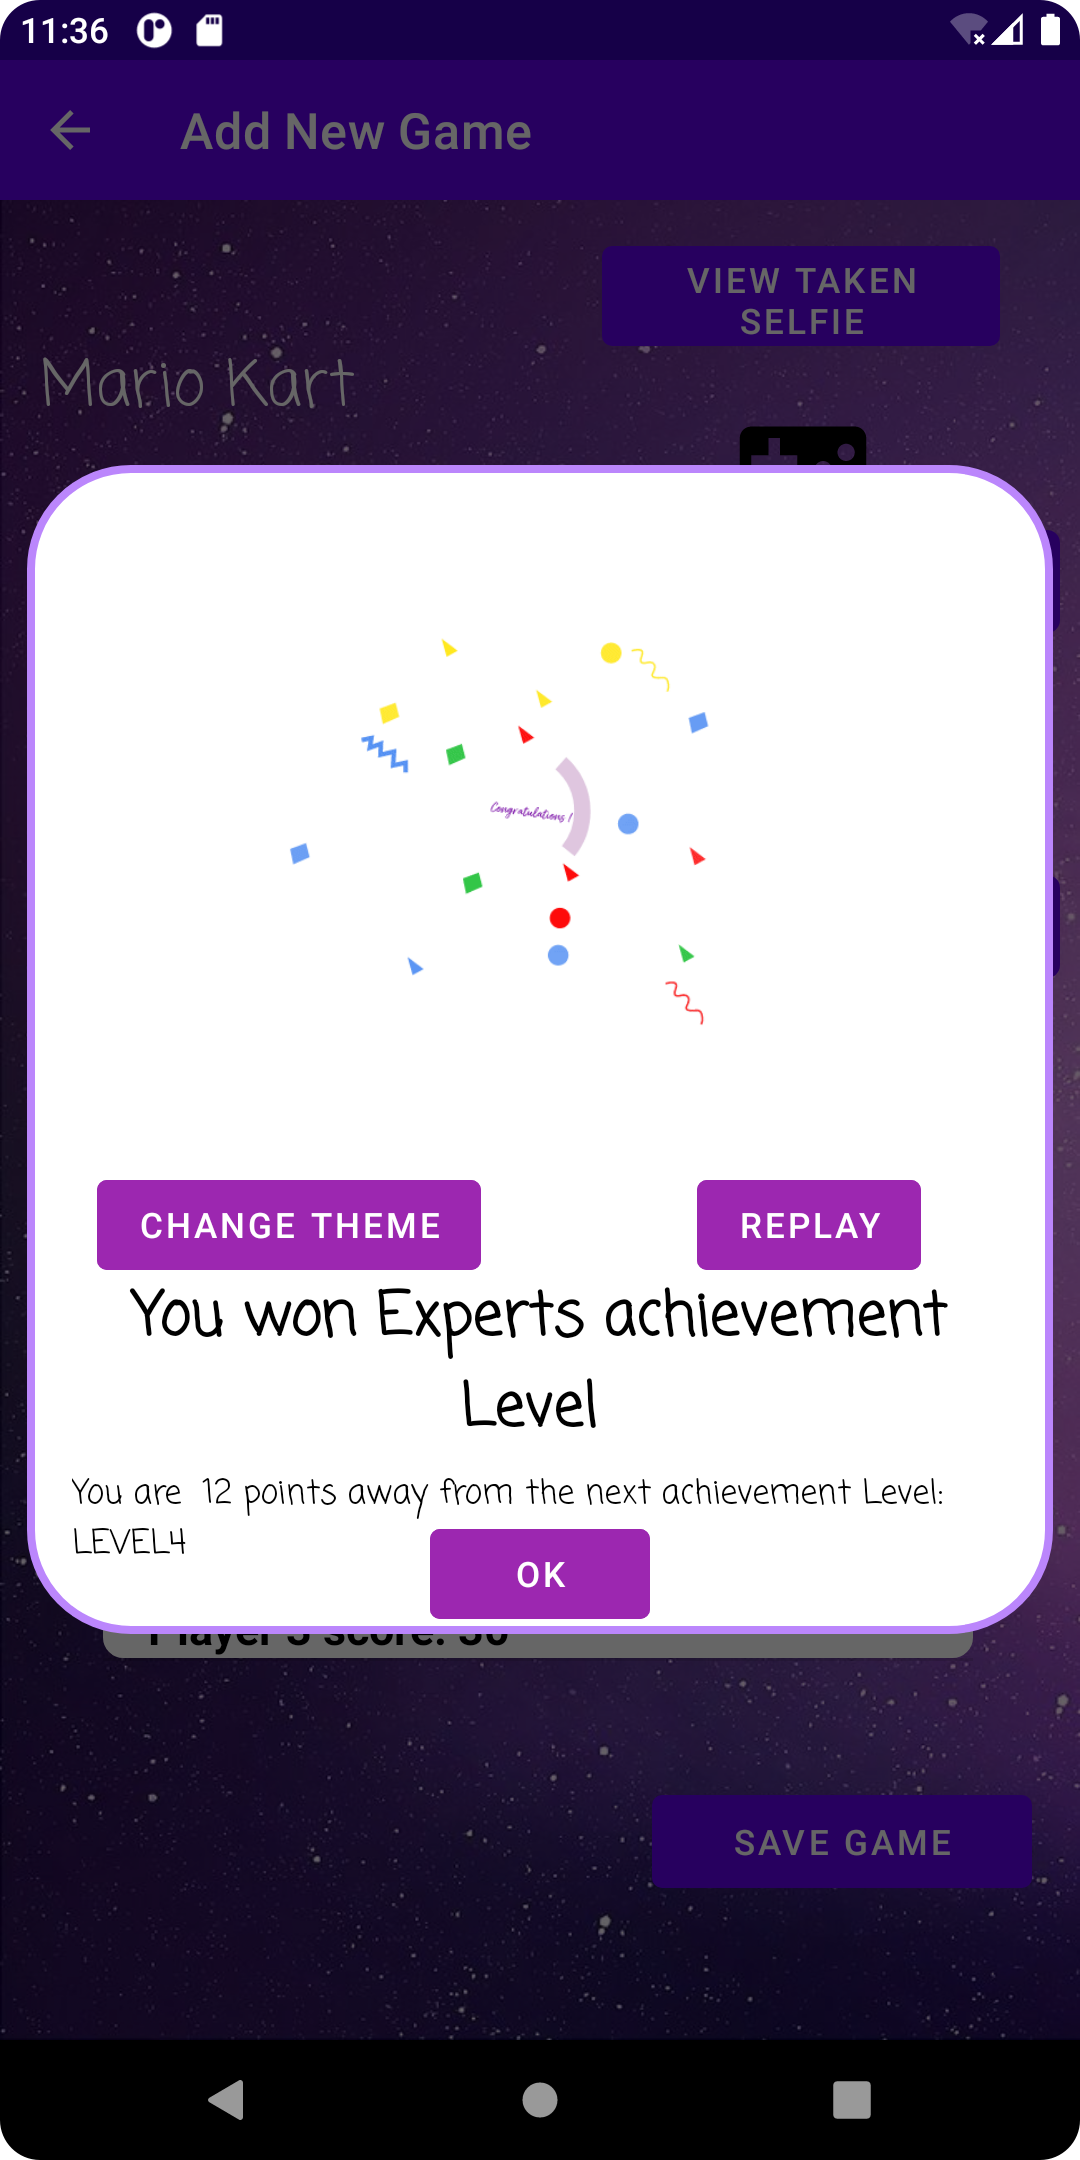 11:36
Add New Game
VIEW TAKEN
SELFIE
Mario Kart
Congratulations !
CHANGE THEME
REPLAY
You won Experts achievement
Level
You are  12 points away from the next achievement Level:
LEVEL4
OK
Player 3 score: 30
SAVE GAME